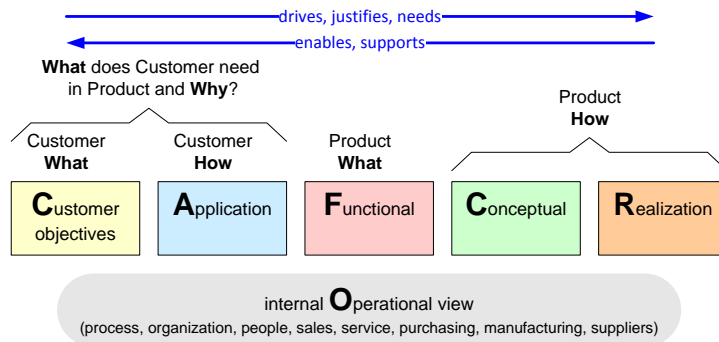 drives, justifies, needs
enables, supports
What does Customer need
in Product and Why?
Product
How
Customer
What
Customer
How
Product
What
Customer
objectives
Application
Functional
Conceptual
Realization
internal Operational view
(process, organization, people, sales, service, purchasing, manufacturing, suppliers)